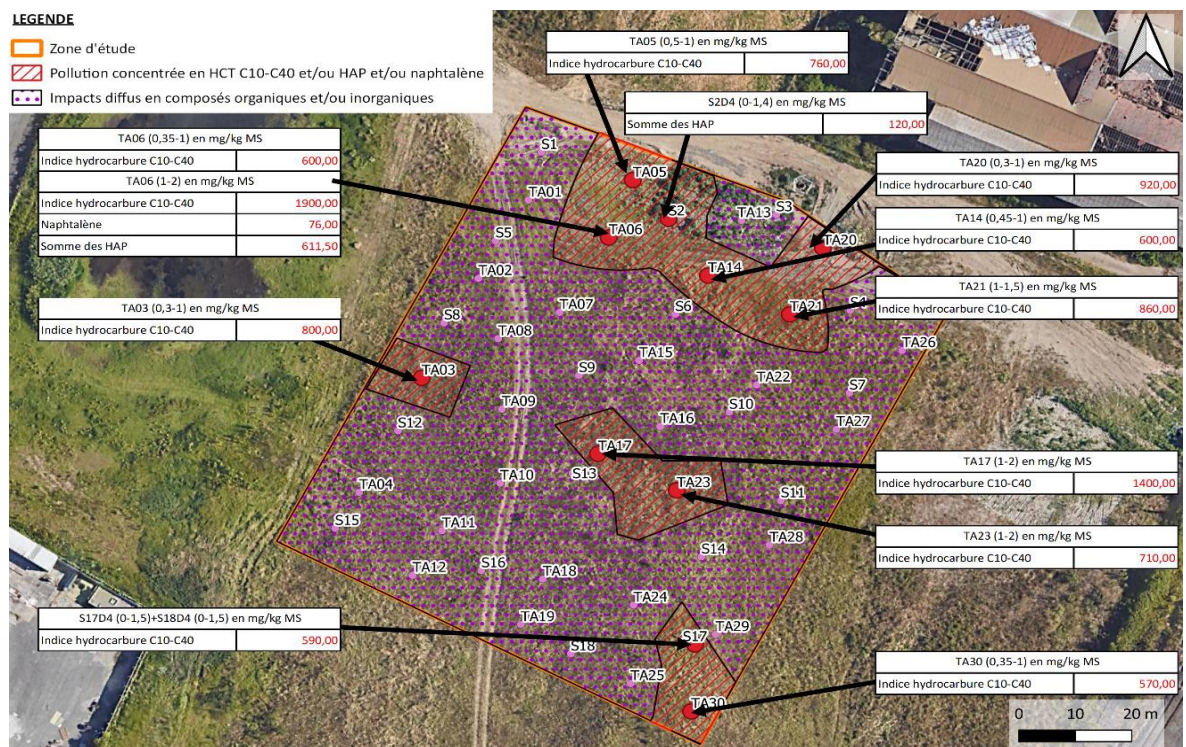 LEGENDE
Zone d'étude
Pollution concentrée en HCT C10-C40 et/ou HAP et/ou naphtalène
Impacts diffus en composés organiques et/ou inorganiques
TA05 (0,5-1) en mg/kg MS
Indice hydrocarbure C10-C40 760,00
S2D4 (0-1,4) en mg/kg MS
Somme des HAP 120,00
TA06 (0,35-1) en mg/kg MS
Indice hydrocarbure C10-C40 600,00
TA06 (1-2) en mg/kg MS
Indice hydrocarbure C10-C40 1900,00
Naphtalène 76,00
Somme des HAP 611,50
TA20 (0,3-1) en mg/kg MS
Indice hydrocarbure C10-C40 920,00
TA14 (0,45-1) en mg/kg MS
Indice hydrocarbure C10-C40 600,00
TA21 (1-1,5) en mg/kg MS
Indice hydrocarbure C10-C40 860,00
TA03 (0,3-1) en mg/kg MS
Indice hydrocarbure C10-C40 800,00
TA17 (1-2) en mg/kg MS
Indice hydrocarbure C10-C40 1400,00
TA23 (1-2) en mg/kg MS
Indice hydrocarbure C10-C40 710,00
S17D4 (0-1,5)+S18D4 (0-1,5) en mg/kg MS
Indice hydrocarbure C10-C40 590,00
TA30 (0,35-1) en mg/kg MS
Indice hydrocarbure C10-C40 570,00
S1
TA05
TA01
S2
TA13
S3
S5
TA06
TA20
TA02
TA14
TA07
S6
TA21
S4
S8
TA08
TA26
TA15
TA03
S9
TA22
S7
TA09
S10
S12
TA16
TA27
TA17
TA10
S13
TA23
TA04
S11
S15
TA11
TA28
S14
TA12
S16
TA18
TA24
TA19
S17
TA29
S18
TA25
TA30
0 10 20 m